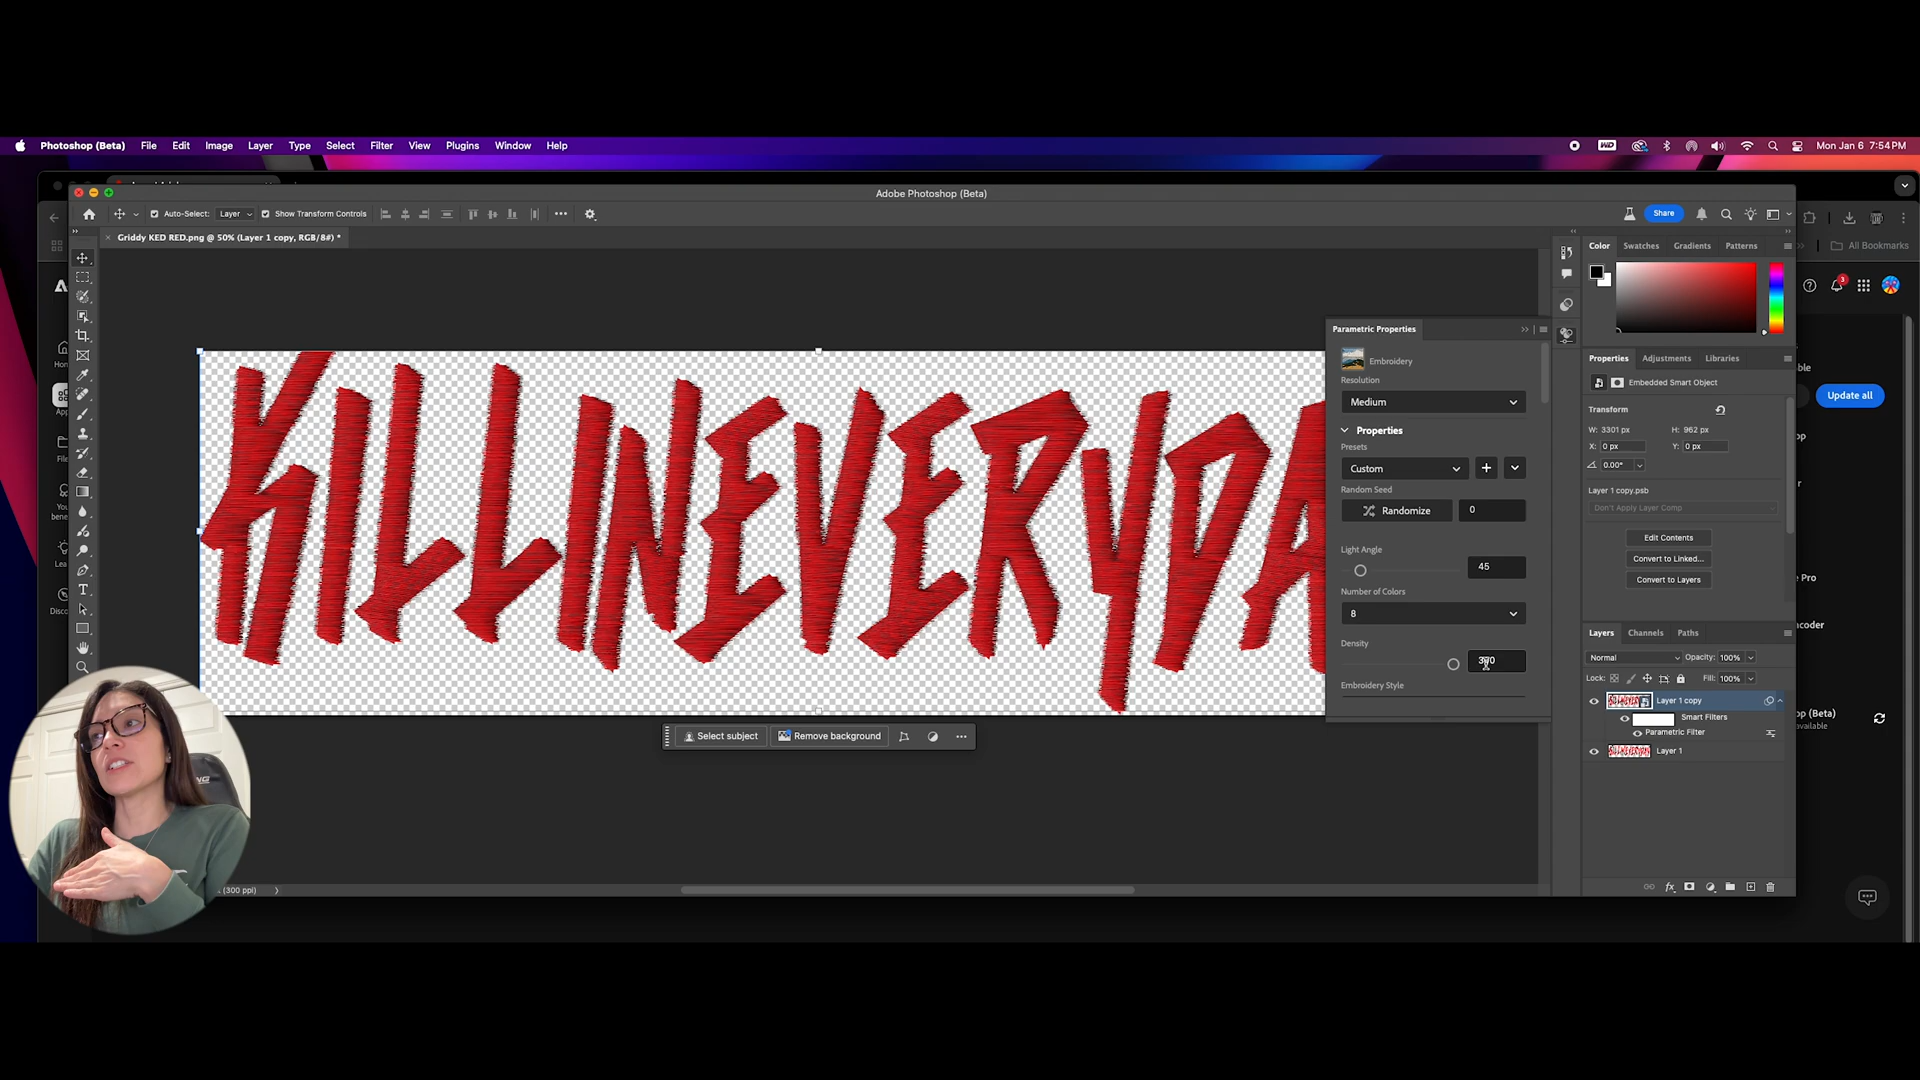 Photoshop (Beta) File Edit Image Layer Type Select Filter View Plugins Window Help
WD
Mon Jan 6 7:54PM
Adobe Photoshop (Beta)
Auto-Select: Layer Show Transform Controls
Share
Griddy KED RED.png @ 50% (Layer 1 copy, RGB/8#) *
KILLINEVERYDA
Select subject
Remove background
(300 ppi)
Parametric Properties
Embroidery
Resolution
Medium
Properties
Presets
Custom
Random Seed
Randomize
0
Light Angle
45
Number of Colors
8
Density
Embroidery Style
Color Swatches Gradients Patterns
Properties Adjustments Libraries
Embedded Smart Object
Transform
W: 3301 px H: 962 px
X: 0 px Y: 0 px
0.00°
Layer 1 copy.psb
Don't Apply Layer Comp
Edit Contents
Convert to Linked...
Convert to Layers
Layers Channels Paths
Normal Opacity: 100%
Lock: Fill: 100%
Layer 1 copy
Smart Filters
Parametric Filter
Layer 1
All Bookmarks
3
Update all
Pro